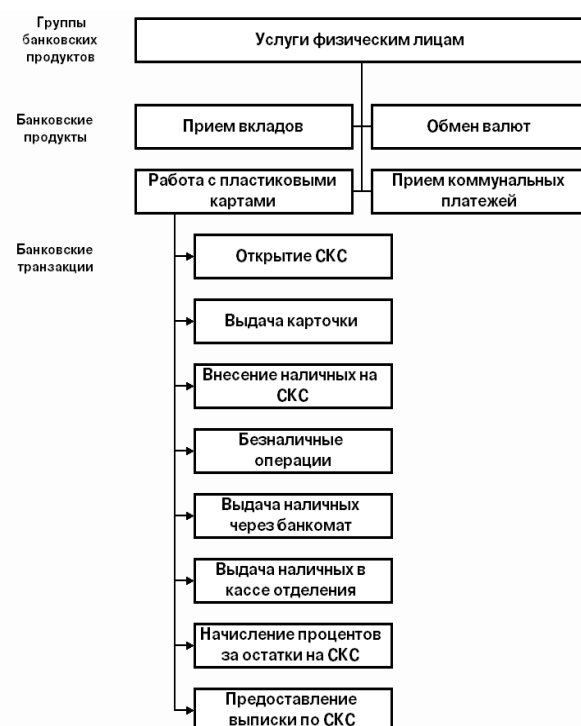 Группы
банковских
продуктов
Услуги физическим лицам
Банковские
продукты
Прием вкладов
Обмен валют
Работа с пластиковыми
картами
Прием коммунальных
платежей
Банковские
транзакции
Открытие СКС
Выдача карточки
Внесение наличных на
СКС
Безналичные
операции
Выдача наличных
через банкомат
Выдача наличных в
кассе отделения
Начисление процентов
за остатки на СКС
Предоставление
выписки по СКС